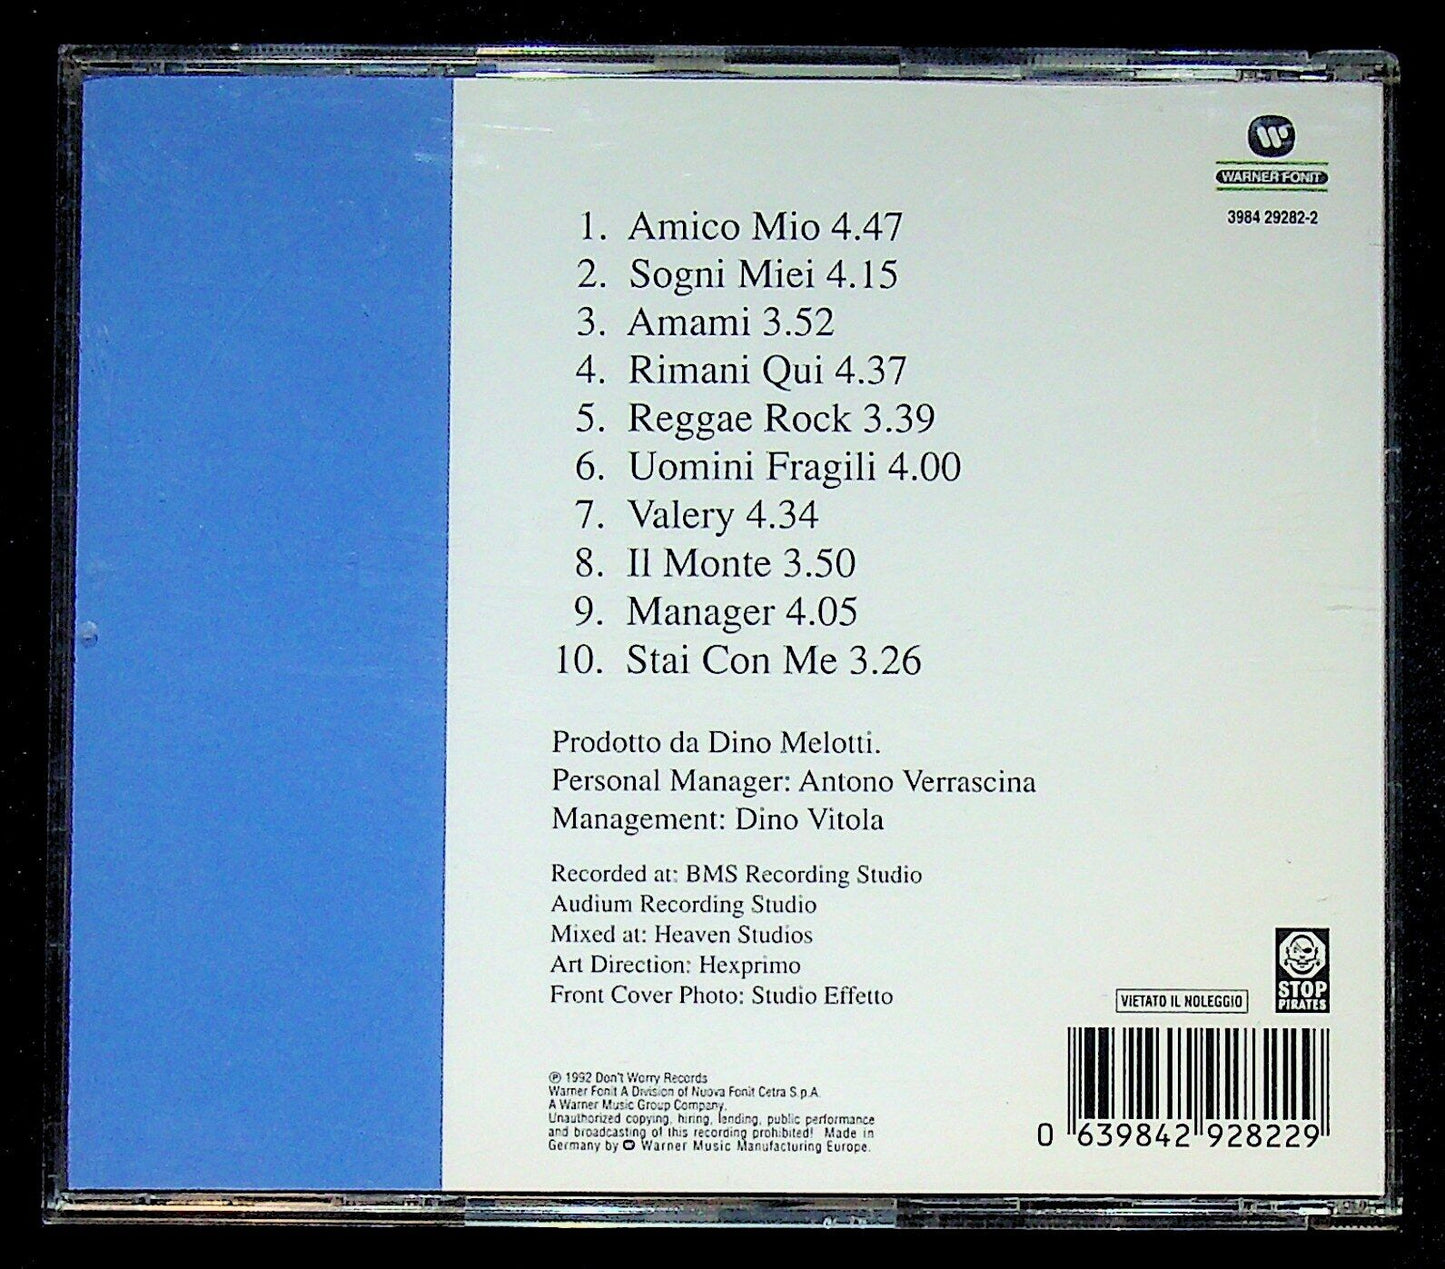 WARNER FONIT
3984 29282-2
1. Amico Mio 4.47
2. Sogni Miei 4.15
3. Amami 3.52
4. Rimani Qui 4.37
5. Reggae Rock 3.39
6. Uomini Fragili 4.00
7. Valery 4.34
8. Il Monte 3.50
9. Manager 4.05
10. Stai Con Me 3.26
Prodotto da Dino Melotti.
Personal Manager: Antono Verrascina
Management: Dino Vitola
Recorded at: BMS Recording Studio
Audium Recording Studio
Mixed at: Heaven Studios
Art Direction: Hexprimo
Front Cover Photo: Studio Effetto
STOP
PIRATES
VIETATO IL NOLEGGIO
℗ 1992 Don't Worry Records
Warner Fonit A Division of Nuova Fonit Cetra S.p.A.
A Warner Music Group Company.
Unauthorized copying, hiring, lending, public performance
and broadcasting of this recording prohibited! Made in
Germany by Warner Music Manufacturing Europe.
0 639842 928229